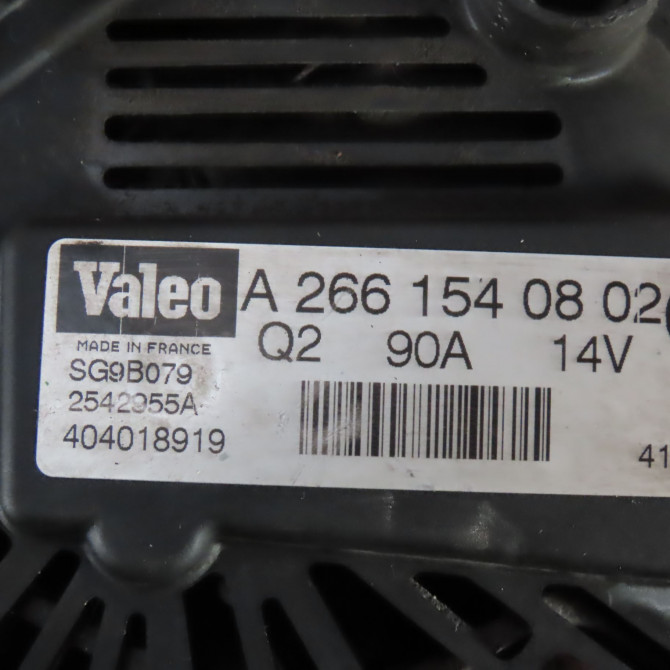 Valeo A 266 154 08 02
MADE IN FRANCE Q2 90A 14V
SG9B079
2542955A
404018919
41